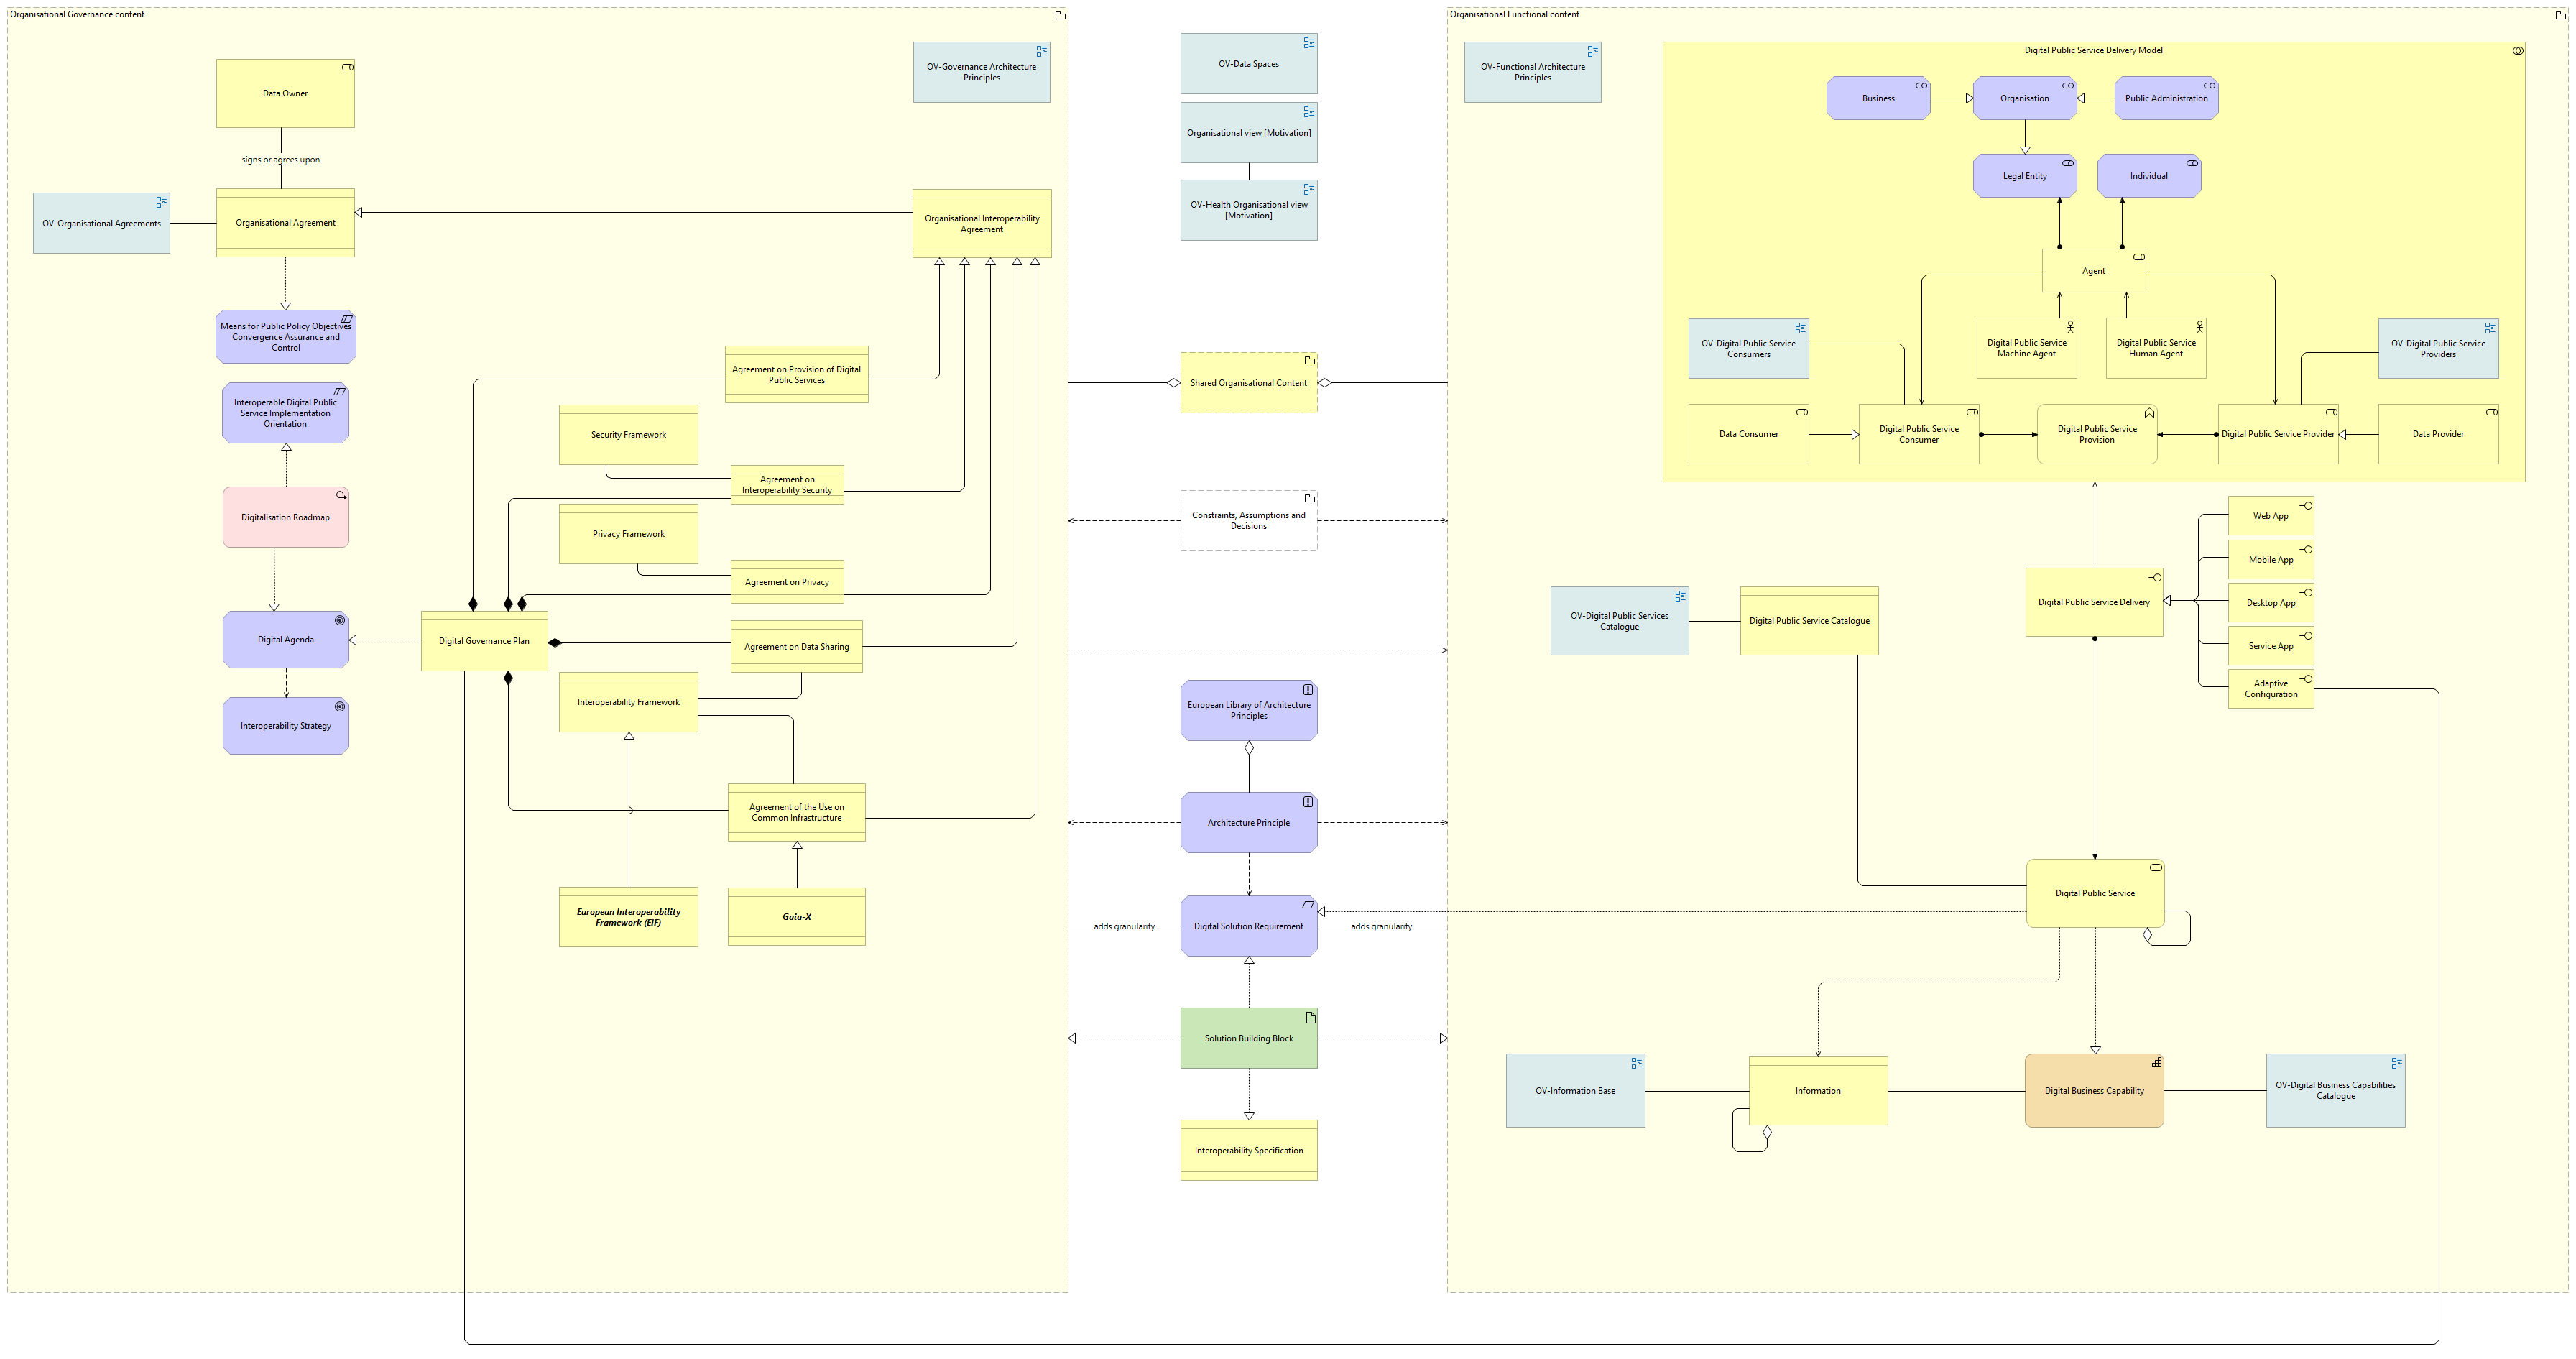 Organisational Governance content
Data Owner
OV-Governance Architecture
Principles
signs or agrees upon
OV-Organisational Agreements
Organisational Agreement
Organisational Interoperability
Agreement
Means for Public Policy Objectives
Convergence Assurance and
Control
Agreement on Provision of Digital
Public Services
Interoperable Digital Public
Service Implementation
Orientation
Security Framework
Agreement on
Interoperability Security
Digitalisation Roadmap
Privacy Framework
Agreement on Privacy
Digital Agenda
Digital Governance Plan
Agreement on Data Sharing
Interoperability Framework
Interoperability Strategy
Agreement of the Use on
Common Infrastructure
European Interoperability
Framework (EIF)
Gaia-X
OV-Data Spaces
Organisational view [Motivation]
OV-Health Organisational view
[Motivation]
Shared Organisational Content
Constraints, Assumptions and
Decisions
European Library of Architecture
Principles
Architecture Principle
adds granularity
Digital Solution Requirement
adds granularity
Solution Building Block
Interoperability Specification
Organisational Functional content
OV-Functional Architecture
Principles
Digital Public Service Delivery Model
Business
Organisation
Public Administration
Legal Entity
Individual
Agent
OV-Digital Public Service
Consumers
Digital Public Service
Machine Agent
Digital Public Service
Human Agent
OV-Digital Public Service
Providers
Data Consumer
Digital Public Service
Consumer
Digital Public Service
Provision
Digital Public Service Provider
Data Provider
Web App
Mobile App
Desktop App
Service App
Adaptive
Configuration
Digital Public Service Delivery
OV-Digital Public Services
Catalogue
Digital Public Service Catalogue
Digital Public Service
OV-Information Base
Information
Digital Business Capability
OV-Digital Business Capabilities
Catalogue